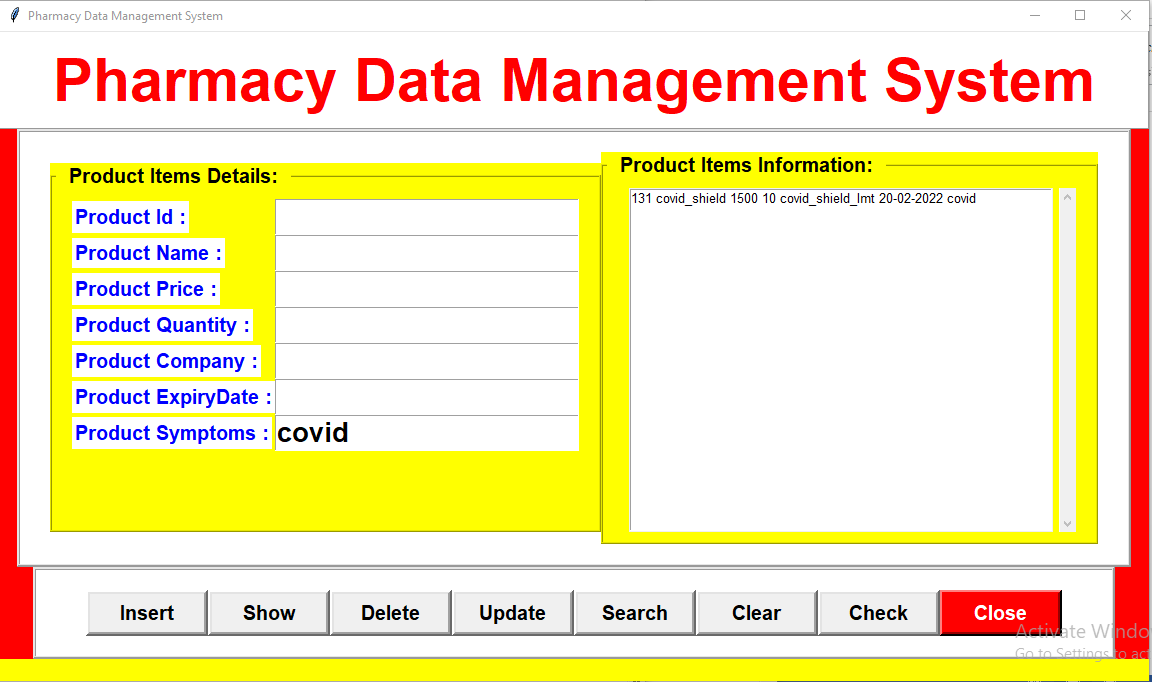 Pharmacy Data Management System
Pharmacy Data Management System
Product Items Details:
Product Id :
Product Name :
Product Price :
Product Quantity :
Product Company :
Product ExpiryDate :
Product Symptoms : covid
Product Items Information:
131 covid_shield 1500 10 covid_shield_lmt 20-02-2022 covid
Insert Show Delete Update Search Clear Check Close
Activate Windo
Go to Settings to act